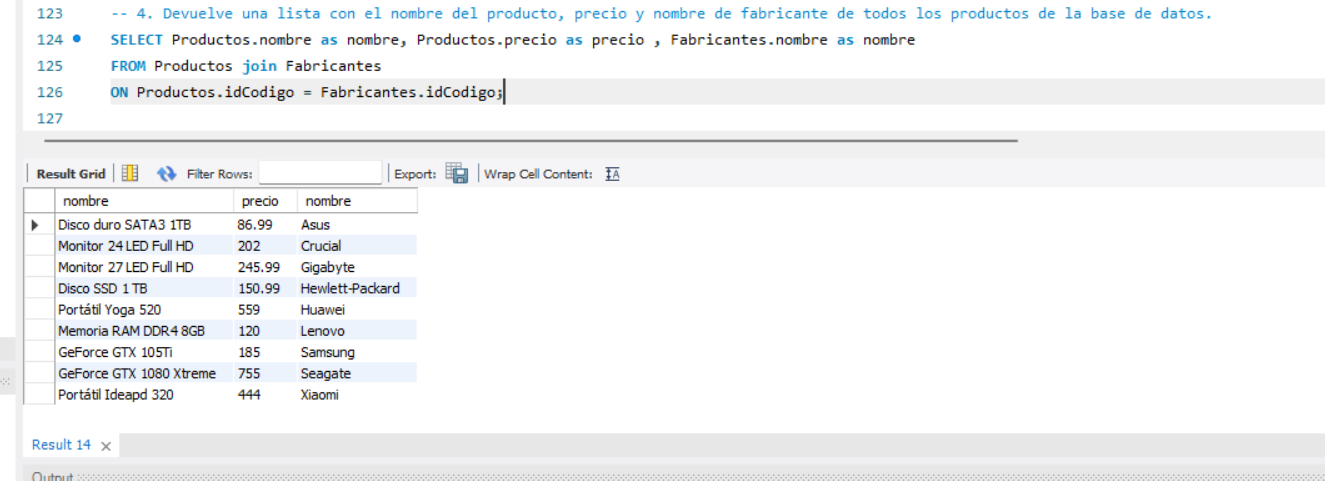 123 -- 4. Devuelve una lista con el nombre del producto, precio y nombre de fabricante de todos los productos de la base de datos.
124 SELECT Productos.nombre as nombre, Productos.precio as precio , Fabricantes.nombre as nombre
125 FROM Productos join Fabricantes
126 ON Productos.idCodigo = Fabricantes.idCodigo;
127
Result Grid Filter Rows: Export: Wrap Cell Content: IA
nombre precio nombre
Disco duro SATA3 1TB 86.99 Asus
Monitor 24 LED Full HD 202 Crucial
Monitor 27 LED Full HD 245.99 Gigabyte
Disco SSD 1 TB 150.99 Hewlett-Packard
Portátil Yoga 520 559 Huawei
Memoria RAM DDR4 8GB 120 Lenovo
GeForce GTX 105Ti 185 Samsung
GeForce GTX 1080 Xtreme 755 Seagate
Portátil Ideapd 320 444 Xiaomi
Result 14
Output